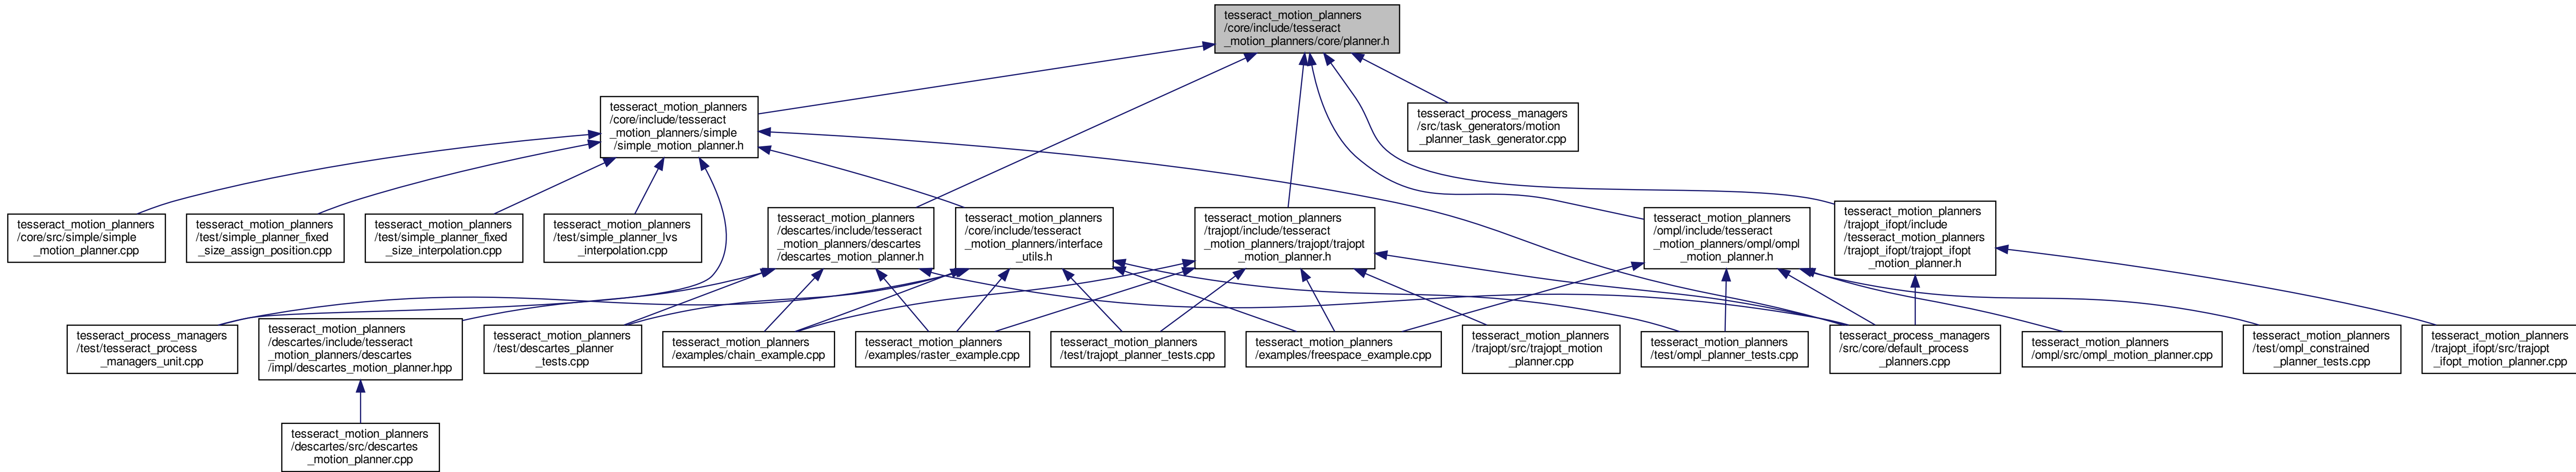 tesseract_motion_planners
/core/include/tesseract
_motion_planners/core/planner.h
tesseract_motion_planners
/core/include/tesseract
_motion_planners/simple
/simple_motion_planner.h
tesseract_process_managers
/src/task_generators/motion
_planner_task_generator.cpp
tesseract_motion_planners
/core/src/simple/simple
_motion_planner.cpp
tesseract_motion_planners
/test/simple_planner_fixed
_size_assign_position.cpp
tesseract_motion_planners
/test/simple_planner_fixed
_size_interpolation.cpp
tesseract_motion_planners
/test/simple_planner_lvs
_interpolation.cpp
tesseract_motion_planners
/descartes/include/tesseract
_motion_planners/descartes
/descartes_motion_planner.h
tesseract_motion_planners
/core/include/tesseract
_motion_planners/interface
_utils.h
tesseract_motion_planners
/trajopt/include/tesseract
_motion_planners/trajopt/trajopt
_motion_planner.h
tesseract_motion_planners
/ompl/include/tesseract
_motion_planners/ompl/ompl
_motion_planner.h
tesseract_motion_planners
/trajopt_ifopt/include
/tesseract_motion_planners
/trajopt_ifopt/trajopt_ifopt
_motion_planner.h
tesseract_process_managers
/test/tesseract_process
_managers_unit.cpp
tesseract_motion_planners
/descartes/include/tesseract
_motion_planners/descartes
/impl/descartes_motion_planner.hpp
tesseract_motion_planners
/test/descartes_planner
_tests.cpp
tesseract_motion_planners
/examples/chain_example.cpp
tesseract_motion_planners
/examples/raster_example.cpp
tesseract_motion_planners
/test/trajopt_planner_tests.cpp
tesseract_motion_planners
/examples/freespace_example.cpp
tesseract_motion_planners
/trajopt/src/trajopt_motion
_planner.cpp
tesseract_motion_planners
/test/ompl_planner_tests.cpp
tesseract_process_managers
/src/core/default_process
_planners.cpp
tesseract_motion_planners
/ompl/src/ompl_motion_planner.cpp
tesseract_motion_planners
/test/ompl_constrained
_planner_tests.cpp
tesseract_motion_planners
/trajopt_ifopt/src/trajopt
_ifopt_motion_planner.cpp
tesseract_motion_planners
/descartes/src/descartes
_motion_planner.cpp